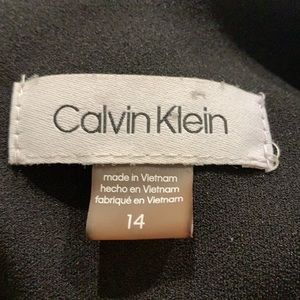 Calvin Klein
made in Vietnam
hecho en Vietnam
fabriqué en Vietnam
14